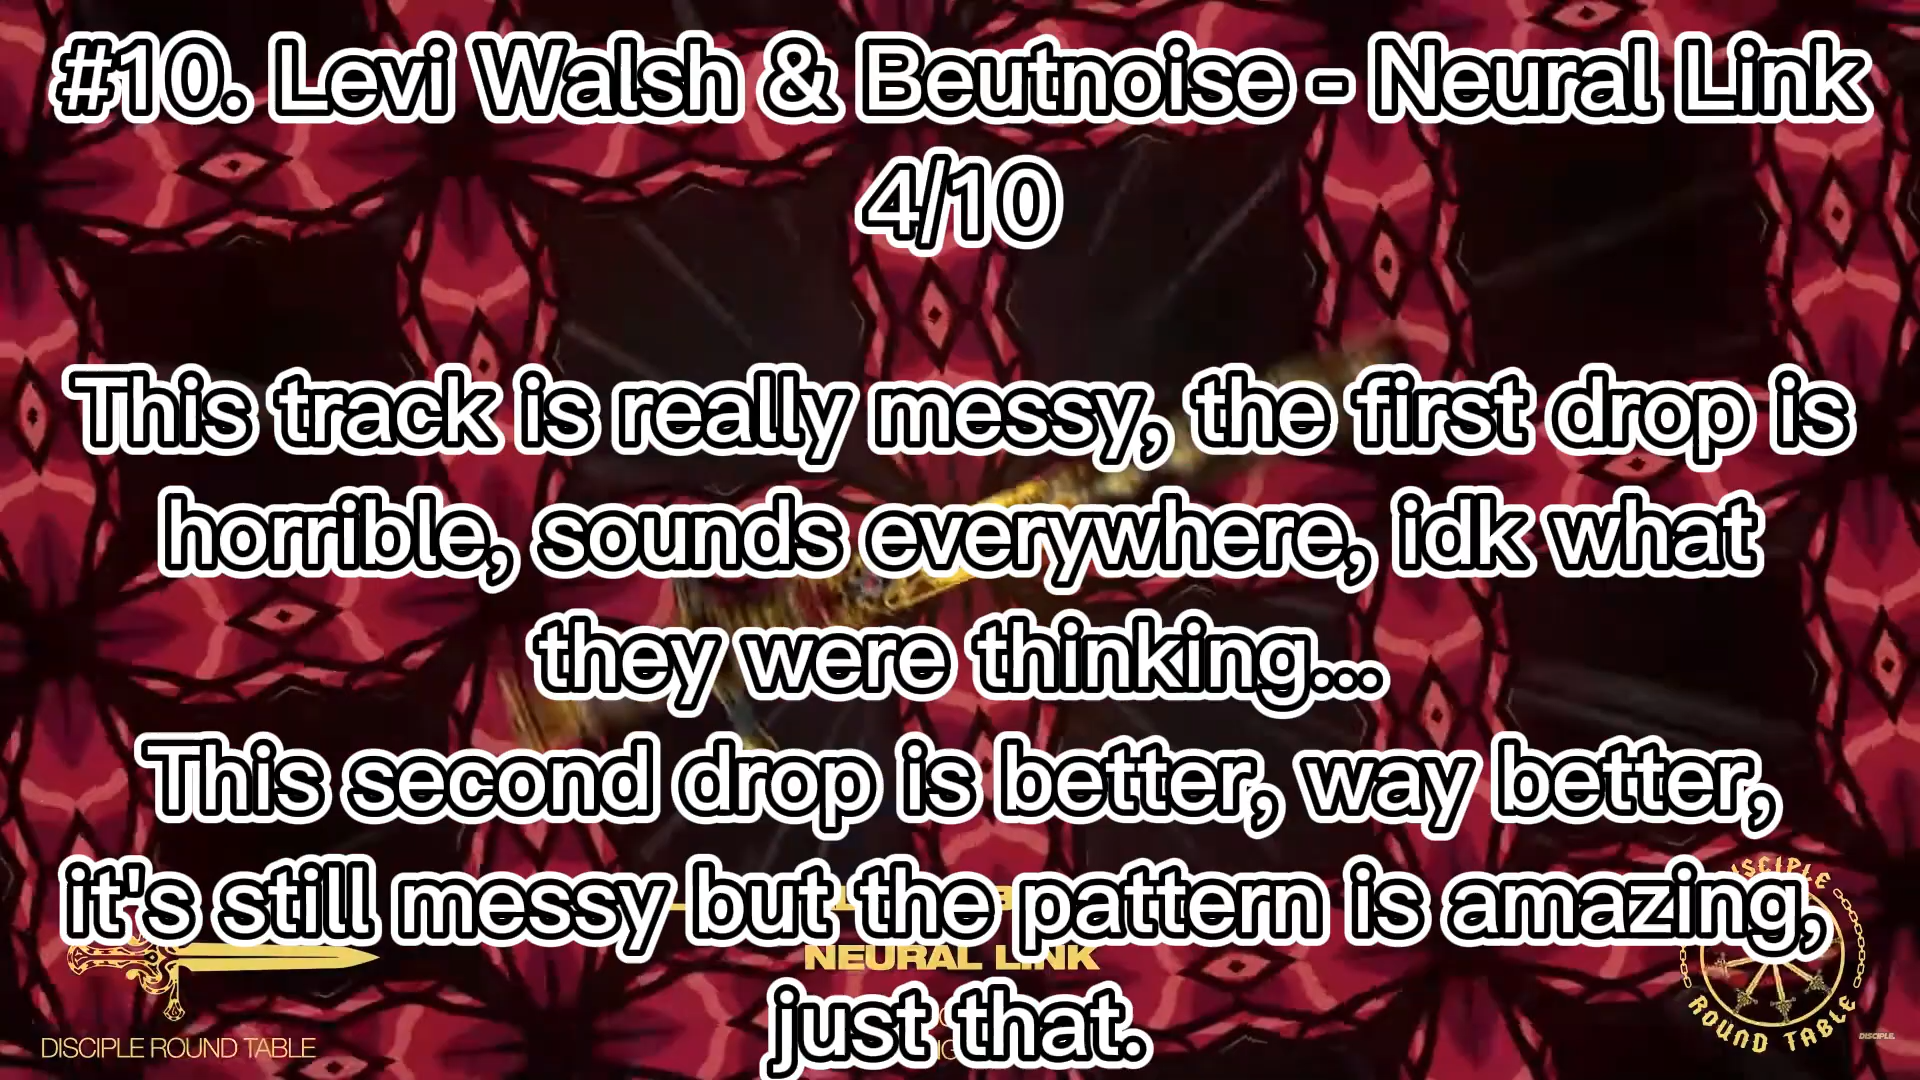 #10. Levi Walsh & Beutnoise - Neural Link
4/10
This track is really messy, the first drop is
horrible, sounds everywhere, idk what
they were thinking...
This second drop is better, way better,
it's still messy but the pattern is amazing,
just that.
NEURAL LINK
DISCIPLE ROUND TABLE
DISCIPLE
ROUND TABLE
DISCIPLE.